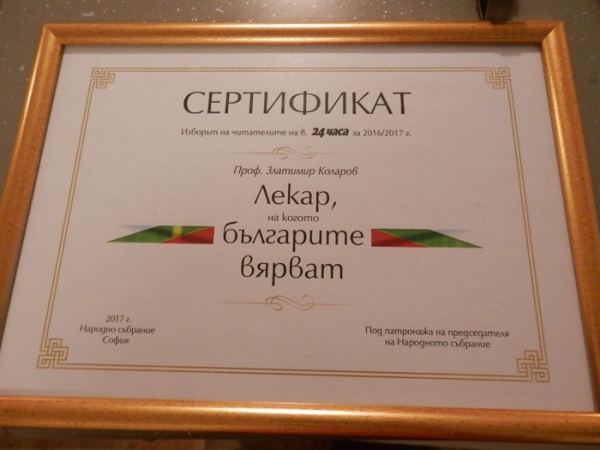 СЕРТИФИКАТ
Изборът на читателите на в. 24 часа за 2016/2017 г.
Проф. Златимир Коларов
Лекар,
на когото
българите
вярват
2017 г.
Народно събрание
София
Под патронажа на председателя
на Народното събрание